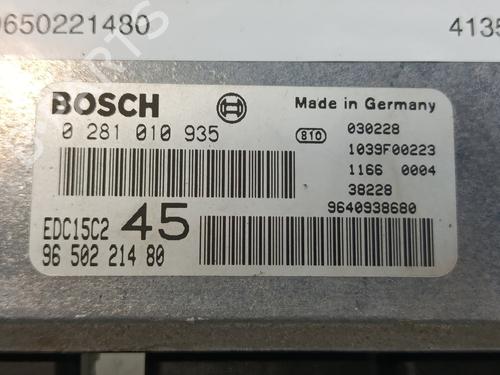 9650221480
4135
BOSCH
Made in Germany
0 281 010 935
810
030228
1039F00223
1166 0004
38228
9640938680
EDC15C2 45
96 502 214 80